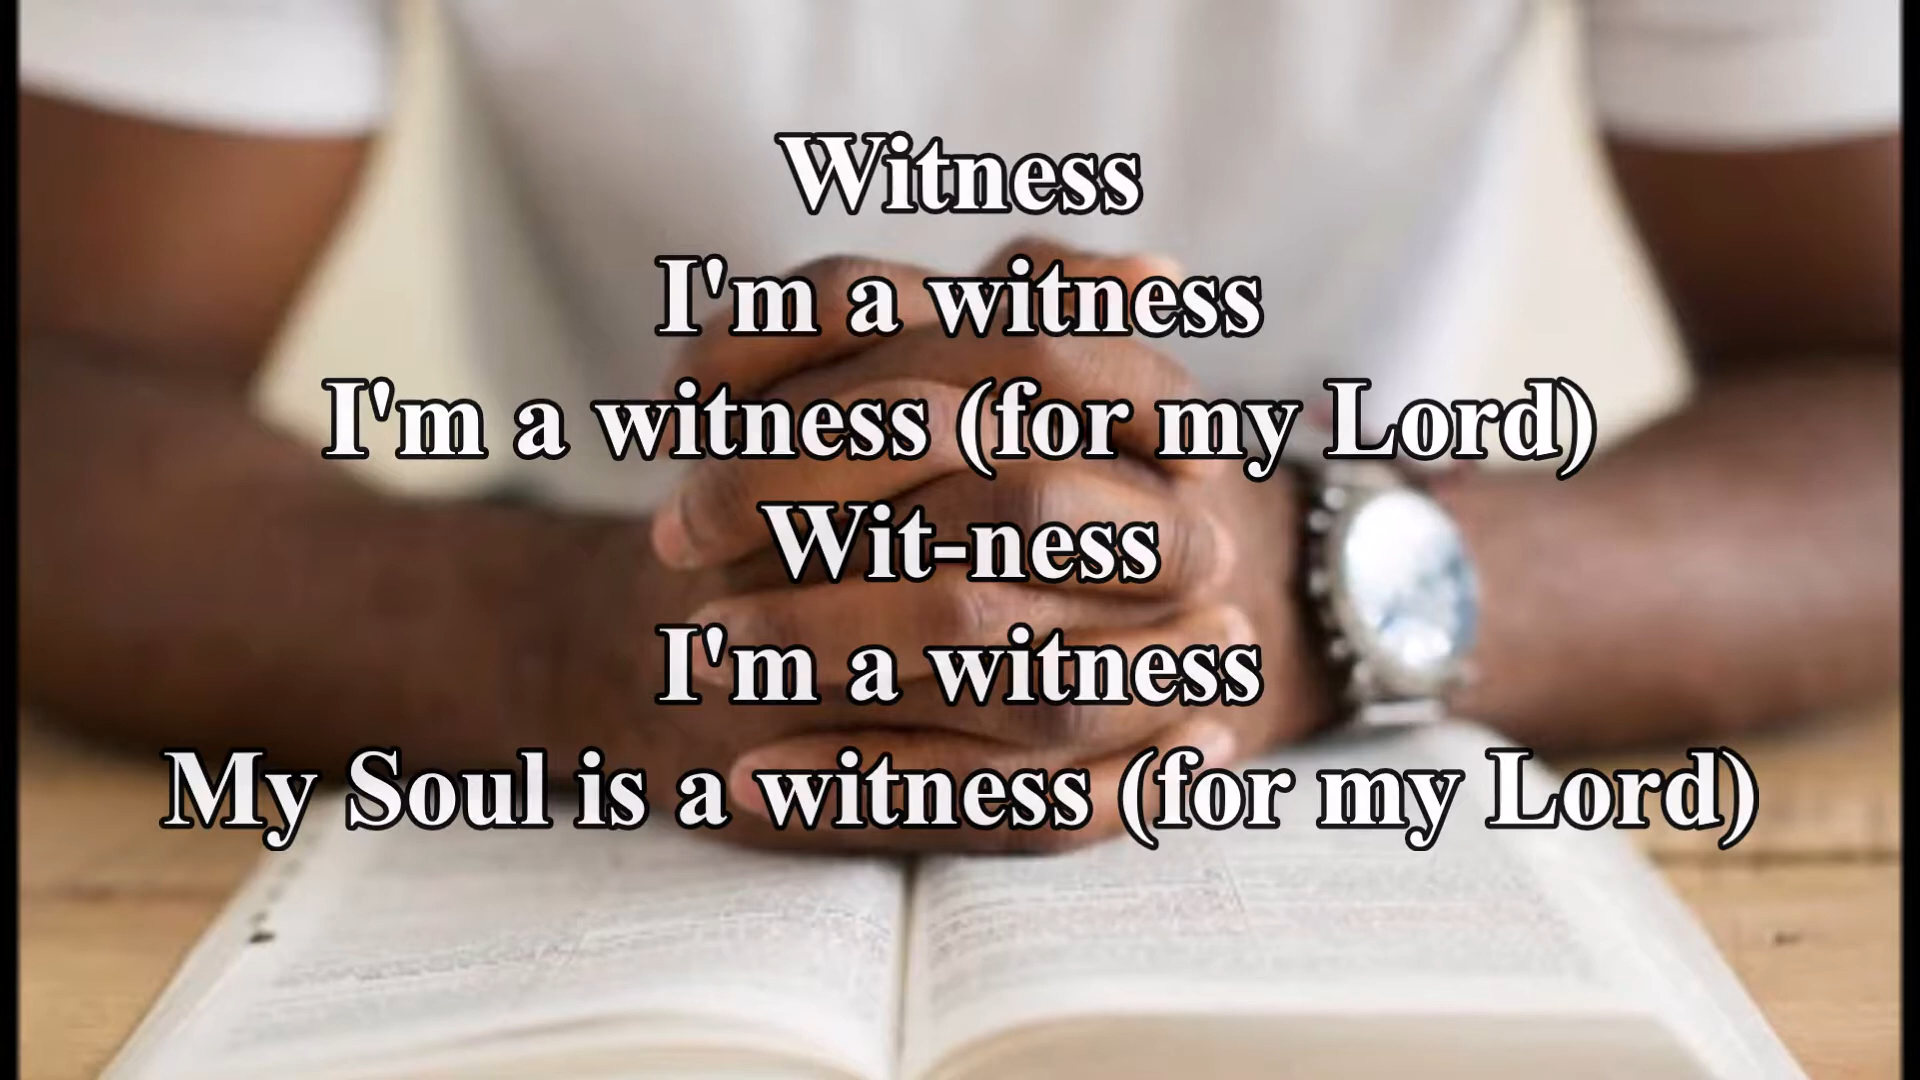 Witness
I'm a witness
I'm a witness (for my Lord)
Wit-ness
I'm a witness
My Soul is a witness (for my Lord)